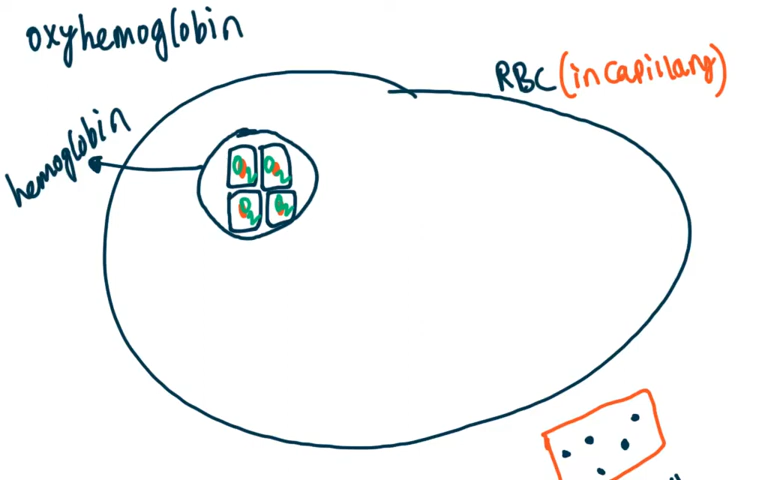 oxyhemoglobin
RBC (in capillary)
hemoglobin
O2 O2
O2 O2